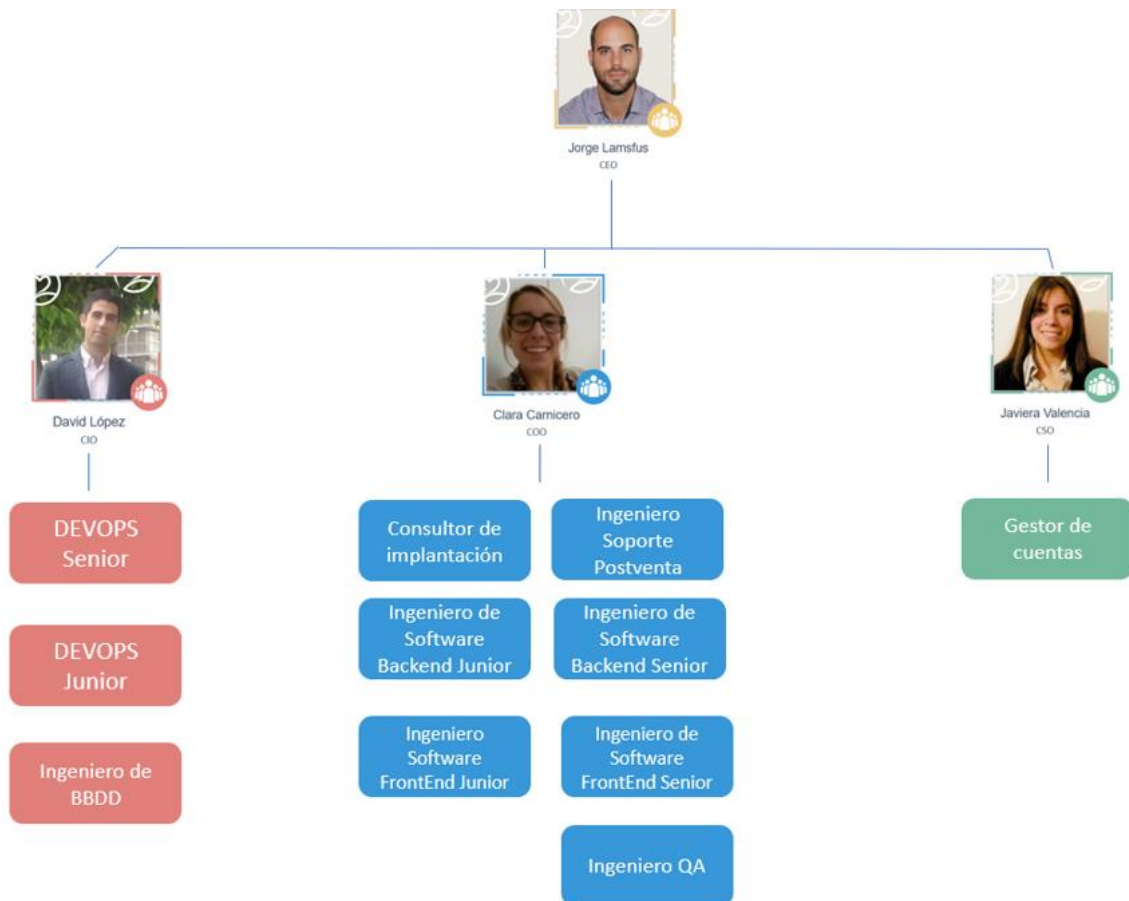 Jorge Lamsfus
CEO
David López
CIO
Clara Carnicero
COO
Javiera Valencia
CSO
DEVOPS
Senior
Consultor de
implantación
Ingeniero
Soporte
Postventa
Gestor de
cuentas
DEVOPS
Junior
Ingeniero de
Software
Backend Junior
Ingeniero de
Software
Backend Senior
Ingeniero de
BBDD
Ingeniero
Software
FrontEnd Junior
Ingeniero de
Software
FrontEnd Senior
Ingeniero QA